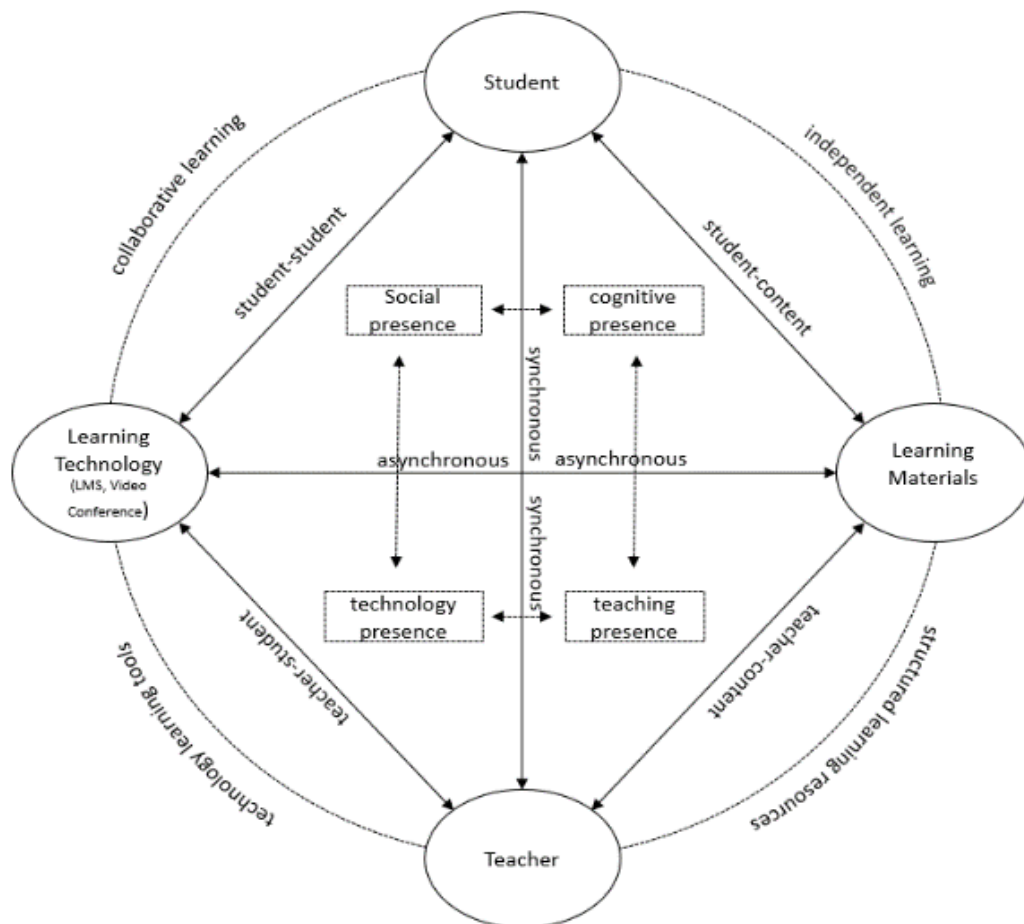 Student
collaborative learning
independent learning
student-student
student-content
Social
presence
cognitive
presence
synchronous
Learning
Technology
(LMS, Video
Conference)
asynchronous
asynchronous
Learning
Materials
synchronous
technology
presence
teaching
presence
teacher-student
teacher-content
technology learning tools
structured learning resources
Teacher